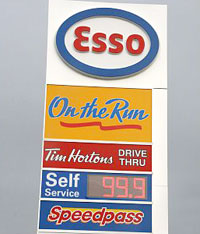 Esso
On the Run
Tim Hortons DRIVE THRU
Self Service 99.9
Speedpass